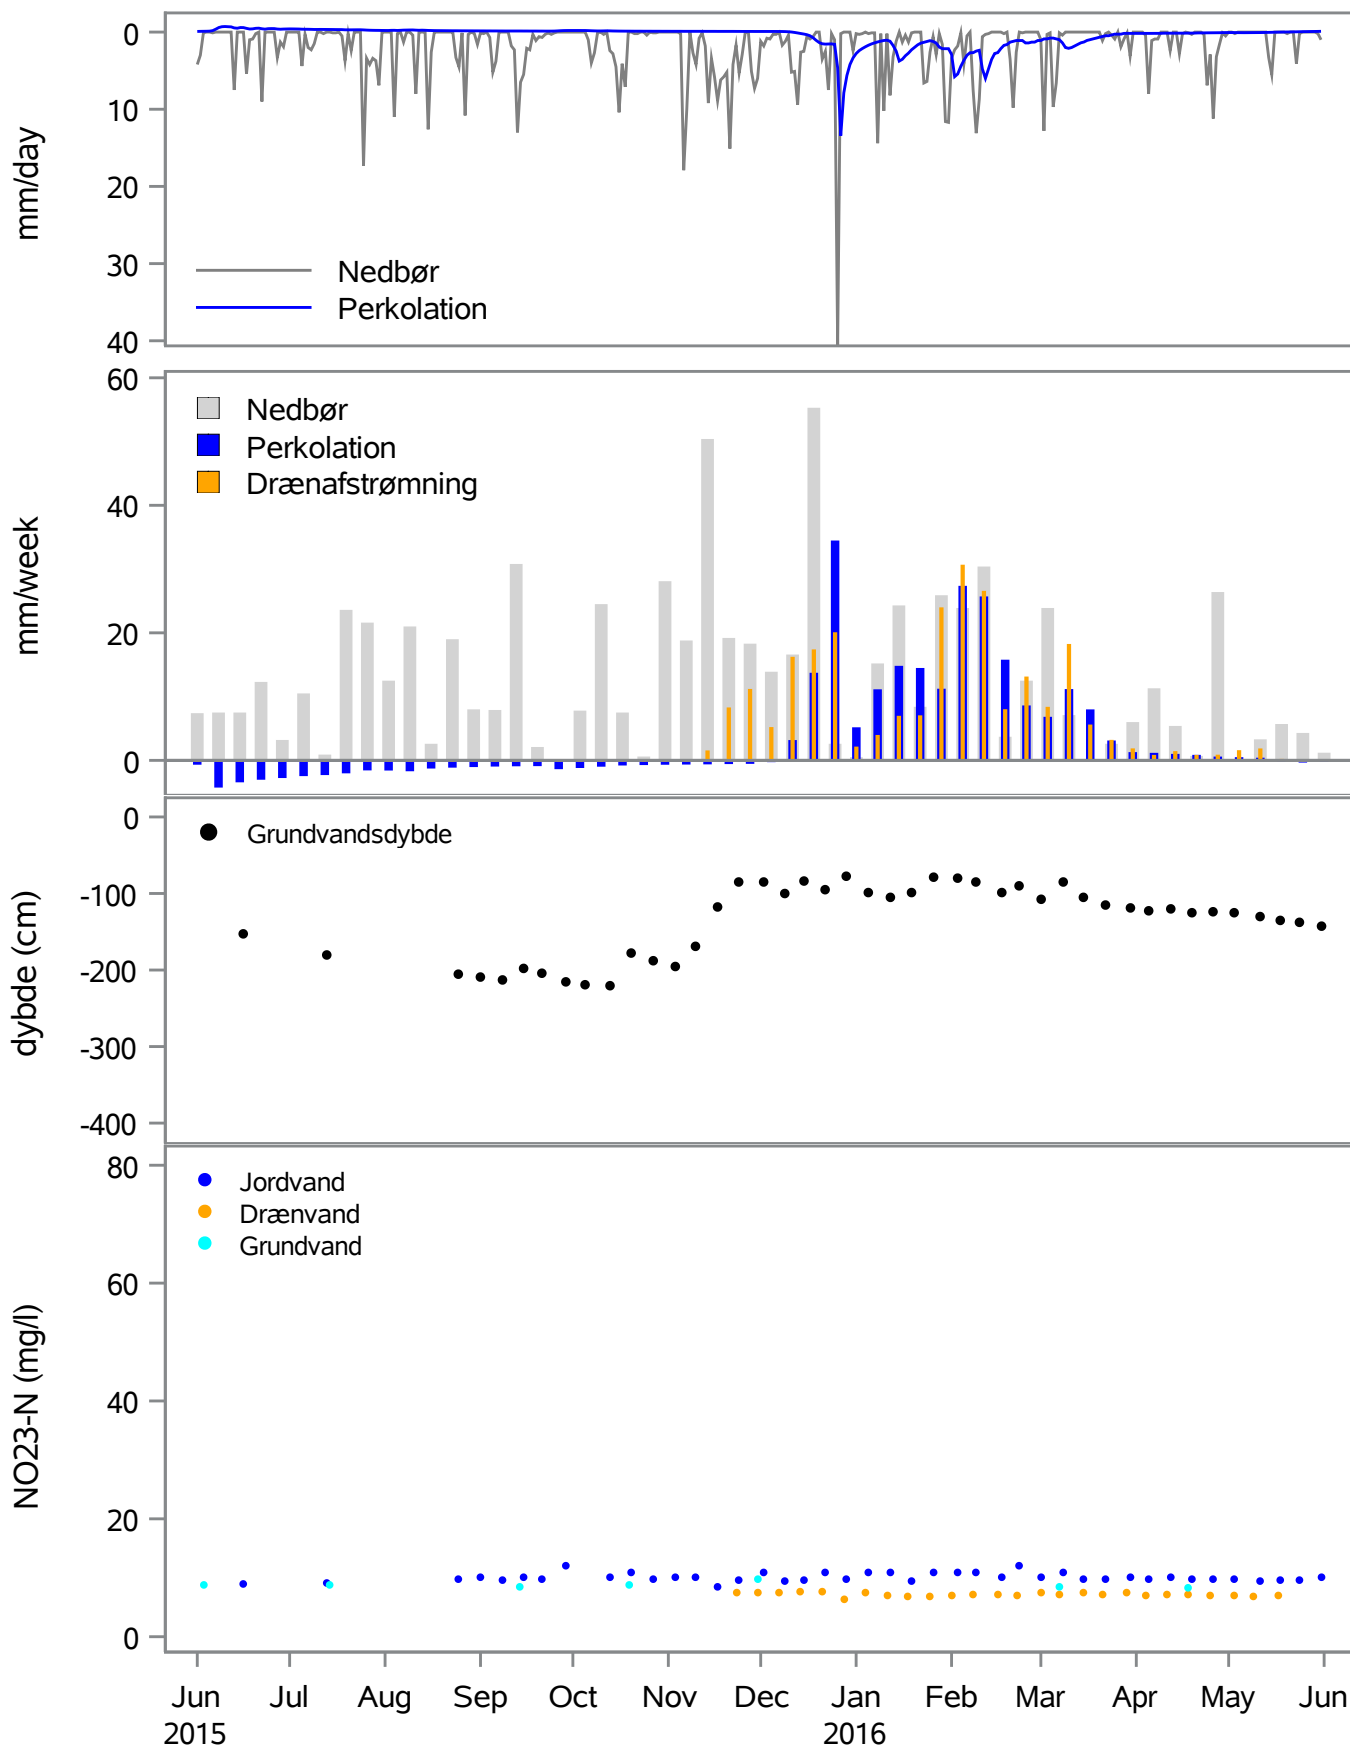 0
10
20
30
40
mm/day
Nedbør
Perkolation
60
40
20
0
mm/week
Nedbør
Perkolation
Drænafstrømning
0
-100
-200
-300
-400
dybde (cm)
Grundvandsdybde
80
60
40
20
0
NO23-N (mg/l)
Jordvand
Drænvand
Grundvand
Jun Jul Aug Sep Oct Nov Dec Jan Feb Mar Apr May Jun
2015 2016